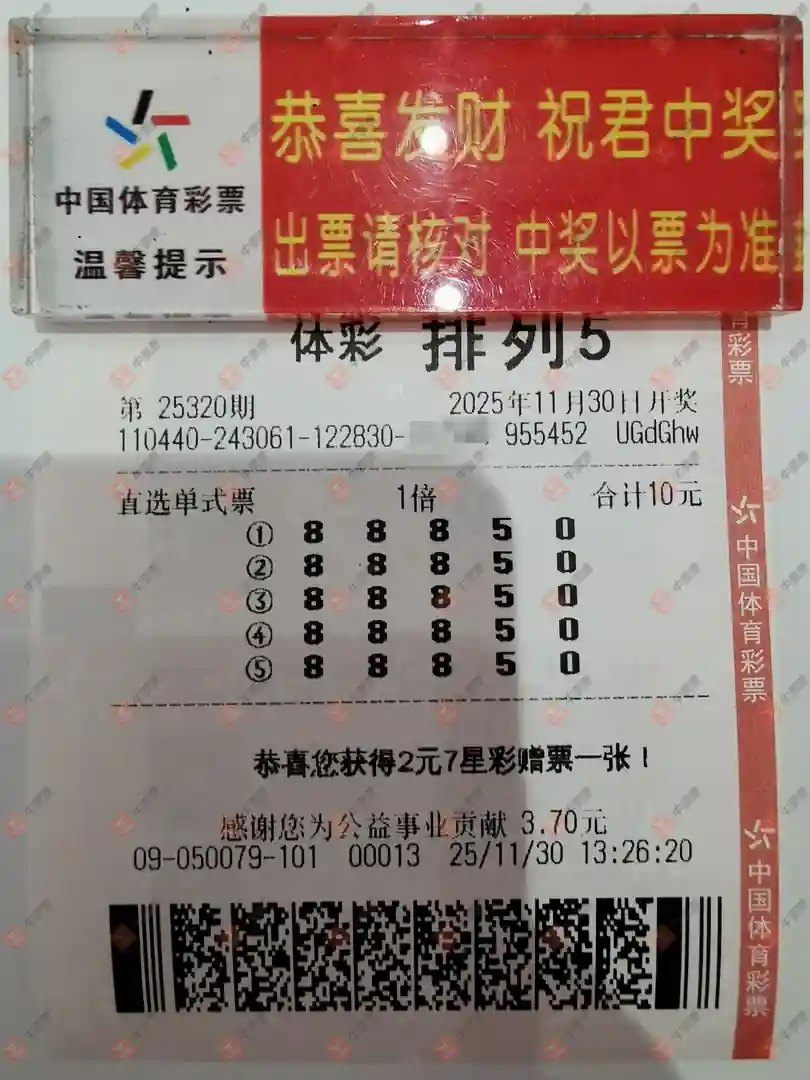 恭喜发财 祝君中奖
中国体育彩票
出票请核对 中奖以票为准
温馨提示
体彩 排列5
育彩票
第 25320期 2025年11月30日开奖
110440-243061-122830- 955452 UGdGhw
直选单式票 1倍 合计10元
① 8 8 8 5 0
② 8 8 8 5 0
③ 8 8 8 5 0
④ 8 8 8 5 0
⑤ 8 8 8 5 0
中国体育彩票
恭喜您获得2元7星彩赠票一张！
感谢您为公益事业贡献 3.70元
09-050079-101 00013 25/11/30 13:26:20
中国体育彩票